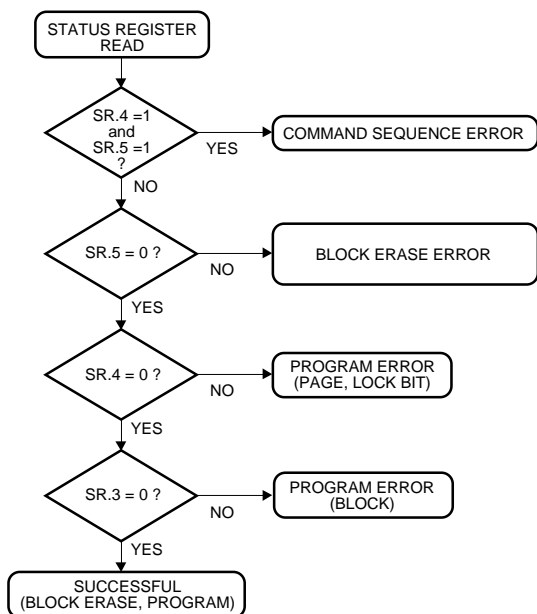 STATUS REGISTER
READ
SR.4 =1
and
SR.5 =1
?
YES
COMMAND SEQUENCE ERROR
NO
SR.5 = 0 ?
NO
BLOCK ERASE ERROR
YES
SR.4 = 0 ?
NO
PROGRAM ERROR
(PAGE, LOCK BIT)
YES
SR.3 = 0 ?
NO
PROGRAM ERROR
(BLOCK)
YES
SUCCESSFUL
(BLOCK ERASE, PROGRAM)